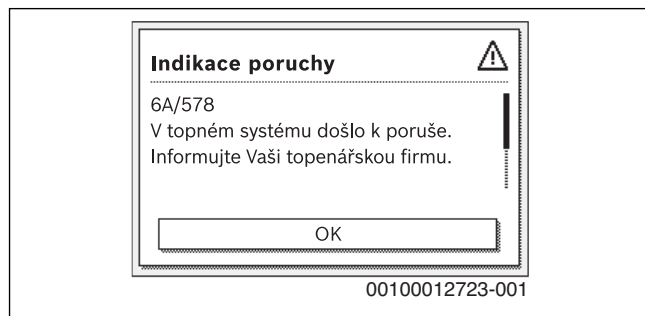 Indikace poruchy
6A/578
V topném systému došlo k poruše.
Informujte Vaši topenářskou firmu.
OK
00100012723-001